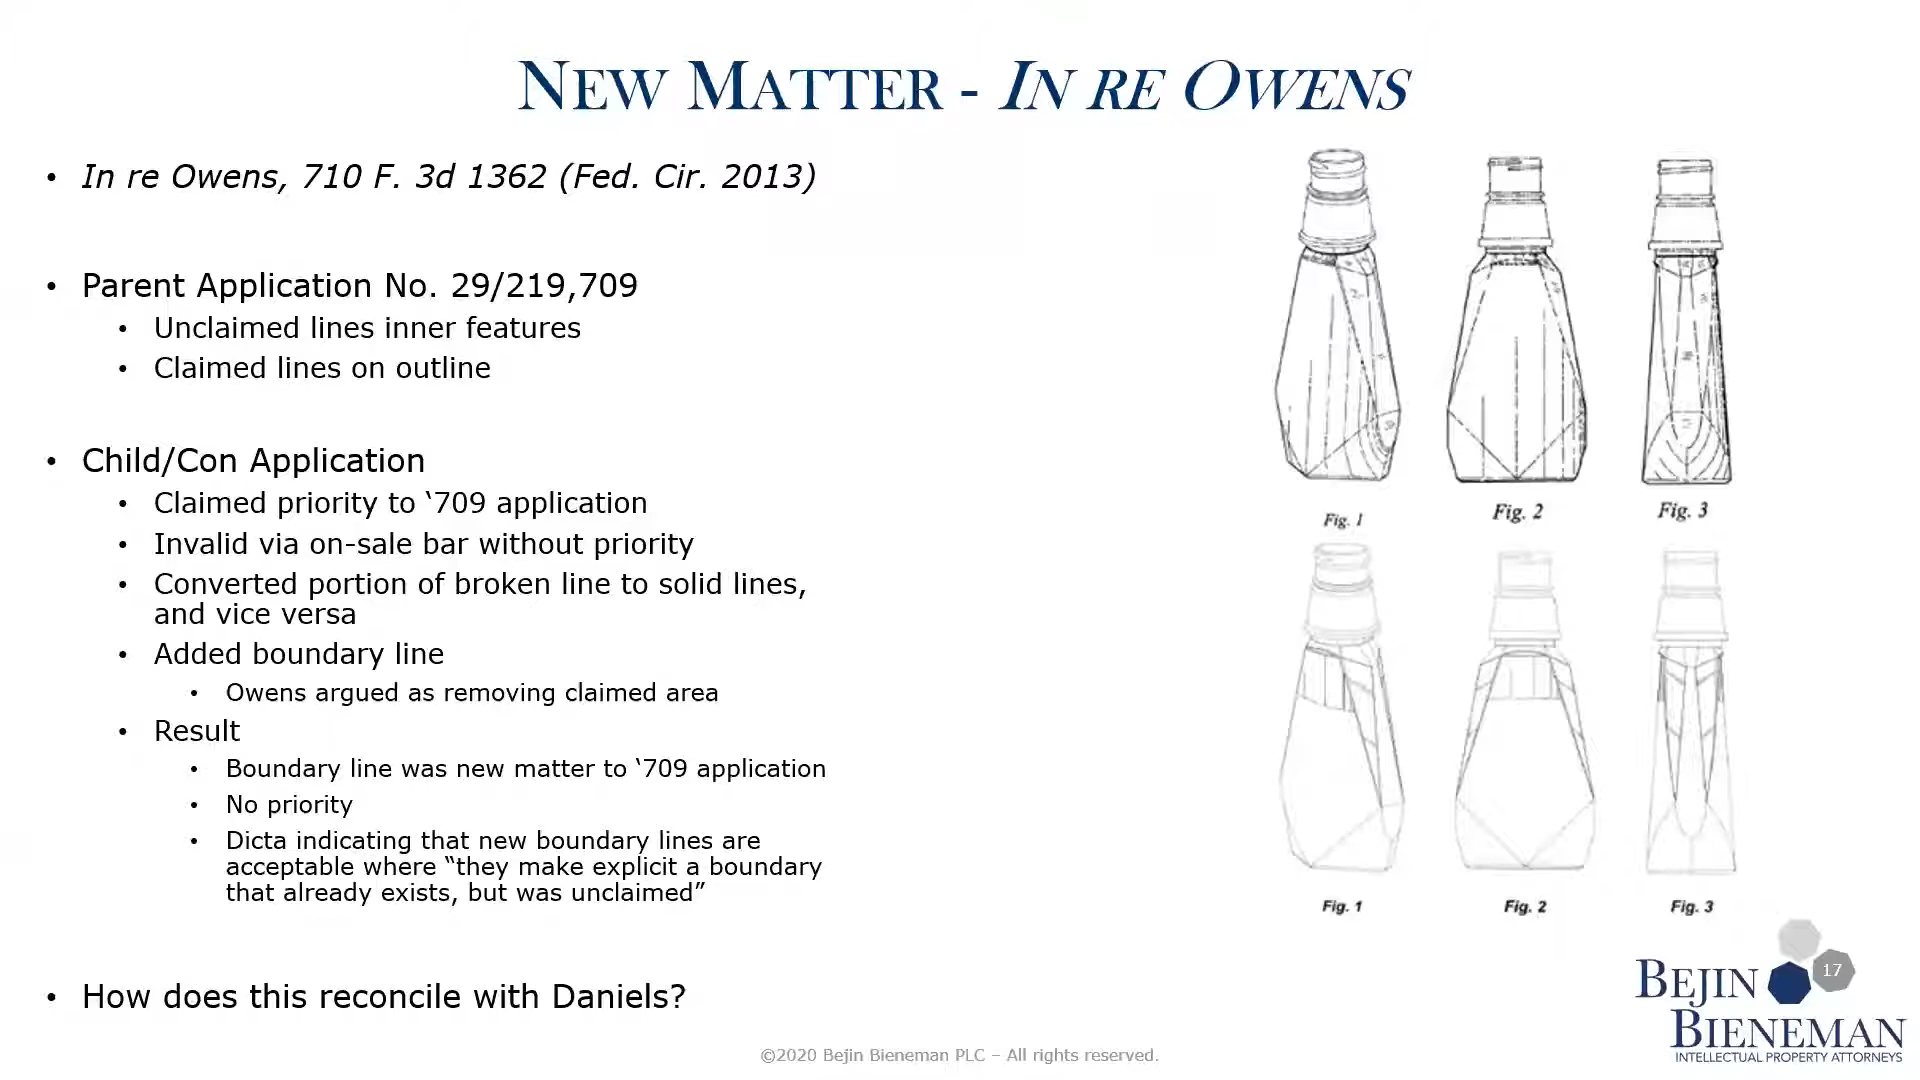 NEW MATTER - IN RE OWENS
• In re Owens, 710 F. 3d 1362 (Fed. Cir. 2013)
• Parent Application No. 29/219,709
• Unclaimed lines inner features
• Claimed lines on outline
• Child/Con Application
• Claimed priority to ‘709 application
• Invalid via on-sale bar without priority
• Converted portion of broken line to solid lines,
and vice versa
• Added boundary line
• Owens argued as removing claimed area
• Result
• Boundary line was new matter to ‘709 application
• No priority
• Dicta indicating that new boundary lines are
acceptable where “they make explicit a boundary
that already exists, but was unclaimed”
• How does this reconcile with Daniels?
Fig. 1
Fig. 2
Fig. 3
Fig. 1
Fig. 2
Fig. 3
17
BEJIN
BIENEMAN
INTELLECTUAL PROPERTY ATTORNEYS
©2020 Bejin Bieneman PLC – All rights reserved.